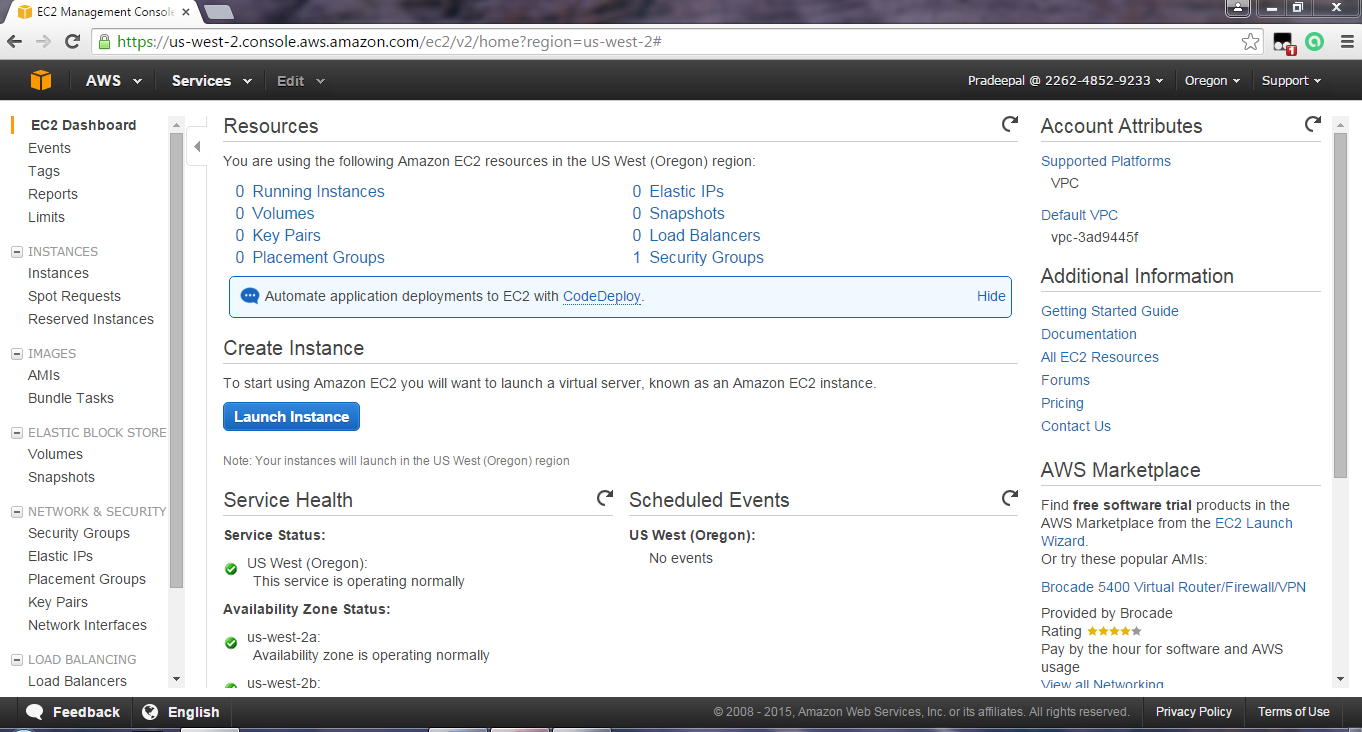 EC2 Management Console
https://us-west-2.console.aws.amazon.com/ec2/v2/home?region=us-west-2#
1
AWS Services Edit Pradeepal @ 2262-4852-9233 Oregon Support
EC2 Dashboard
Events
Tags
Reports
Limits
INSTANCES
Instances
Spot Requests
Reserved Instances
IMAGES
AMIs
Bundle Tasks
ELASTIC BLOCK STORE
Volumes
Snapshots
NETWORK & SECURITY
Security Groups
Elastic IPs
Placement Groups
Key Pairs
Network Interfaces
LOAD BALANCING
Load Balancers
Resources
You are using the following Amazon EC2 resources in the US West (Oregon) region:
0 Running Instances 0 Elastic IPs
0 Volumes 0 Snapshots
0 Key Pairs 0 Load Balancers
0 Placement Groups 1 Security Groups
Automate application deployments to EC2 with CodeDeploy. Hide
Create Instance
To start using Amazon EC2 you will want to launch a virtual server, known as an Amazon EC2 instance.
Launch Instance
Note: Your instances will launch in the US West (Oregon) region
Service Health
Service Status:
US West (Oregon):
This service is operating normally
Availability Zone Status:
us-west-2a:
Availability zone is operating normally
us-west-2b:
Scheduled Events
US West (Oregon):
No events
Account Attributes
Supported Platforms
VPC
Default VPC
vpc-3ad9445f
Additional Information
Getting Started Guide
Documentation
All EC2 Resources
Forums
Pricing
Contact Us
AWS Marketplace
Find free software trial products in the
AWS Marketplace from the EC2 Launch
Wizard.
Or try these popular AMIs:
Brocade 5400 Virtual Router/Firewall/VPN
Provided by Brocade
Rating
Pay by the hour for software and AWS
usage
View all Networking
Feedback English © 2008 - 2015, Amazon Web Services, Inc. or its affiliates. All rights reserved. Privacy Policy Terms of Use